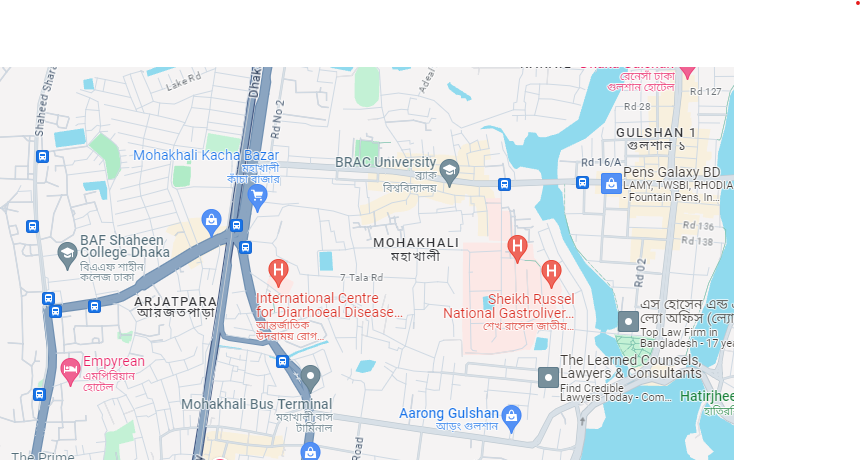 রেনেসাঁ ঢাকা
গুলশান হোটেল
Lake Rd
Shaheed Shara
Dhak
Rd No 2
Adeal
Rd 127
Rd 28
GULSHAN 1
গুলশান ১
Mohakhali Kacha Bazar
মহাখালী
কাঁচা বাজার
BRAC University
ব্র্যাক
বিশ্ববিদ্যালয়
Rd 16/A
Pens Galaxy BD
LAMY, TWSBI, RHODIA
- Fountain Pens, In...
Rd 136
Rd 138
BAF Shaheen
College Dhaka
বিএএফ শাহীন
কলেজ ঢাকা
MOHAKHALI
মহাখালী
7 Tala Rd
Rd 02
ARJATPARA
আরজতপাড়া
International Centre
for Diarrhoeal Disease...
আন্তর্জাতিক
উদরাময় রোগ...
Sheikh Russel
National Gastroliver...
শেখ রাসেল জাতীয়...
এস হোসেন এন্ড
ল্যো অফিস (ল্যো
Top Law Firm in
Bangladesh - 17 yea
Empyrean
এমপিরিয়ান
হোটেল
The Learned Counsels,
Lawyers & Consultants
Find Credible
Lawyers Today - Com...
Mohakhali Bus Terminal
মহাখালী বাস
টার্মিনাল
Aarong Gulshan
আড়ং গুলশান
Hatirjhee
হাতিরঝি
Road
The Prime